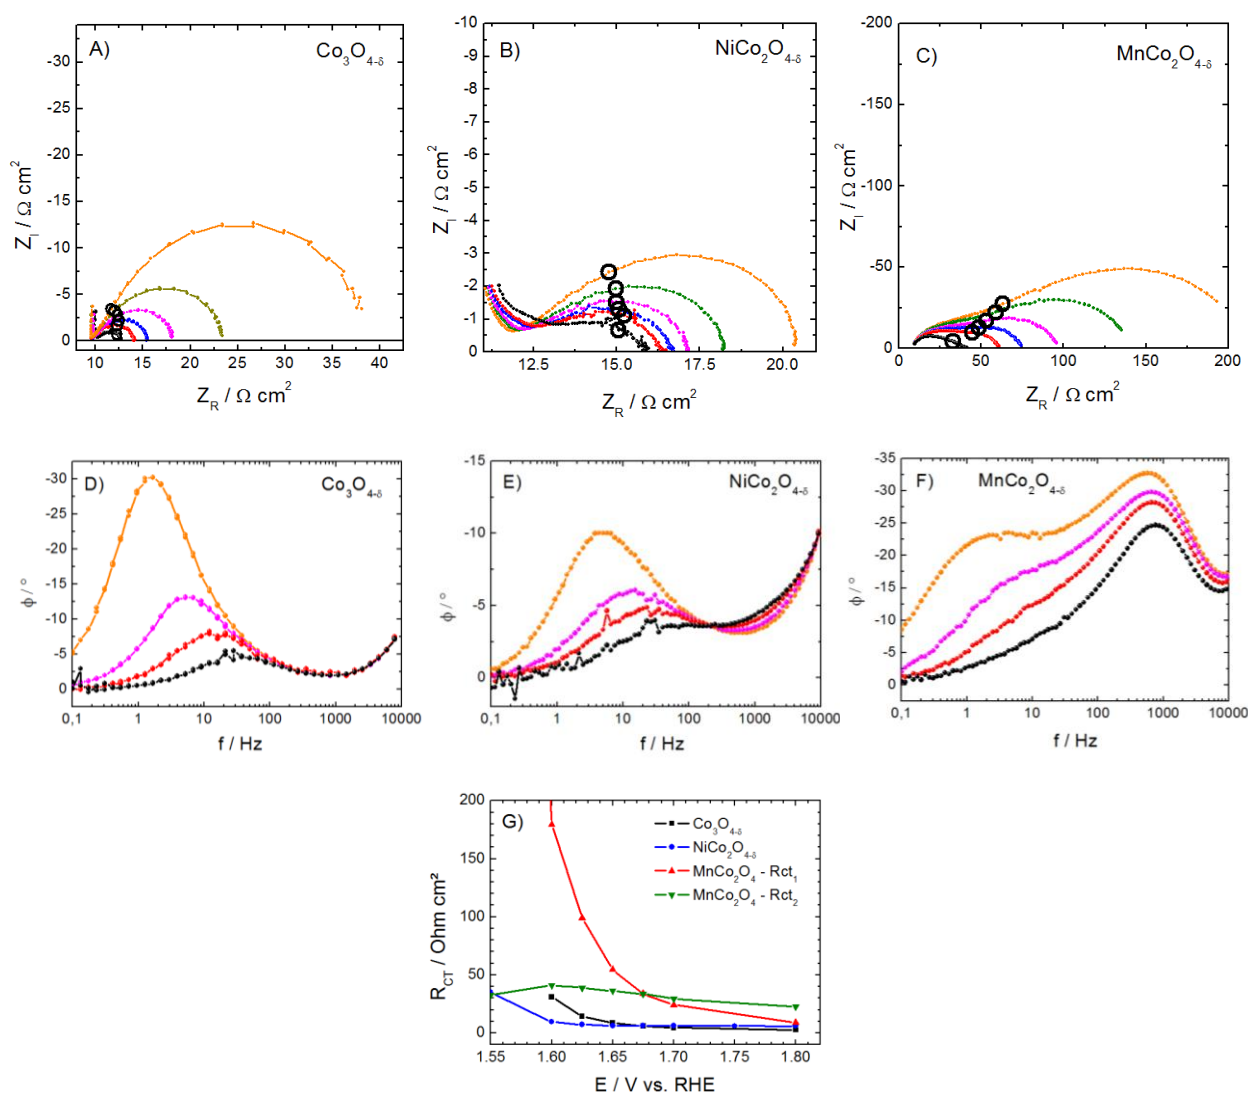 A)
Co3O4-δ
-30
-25
-20
-15
-10
-5
0
10 15 20 25 30 35 40
ZI / Ω cm2
ZR / Ω cm2
B)
NiCo2O4-δ
-10
-9
-8
-7
-6
-5
-4
-3
-2
-1
0
12.5 15.0 17.5 20.0
ZI / Ω cm2
ZR / Ω cm2
C)
MnCo2O4-δ
-200
-150
-100
-50
0
0 50 100 150 200
ZI / Ω cm2
ZR / Ω cm2
D)
Co3O4-δ
-30
-25
-20
-15
-10
-5
0
0,1 1 10 100 1000 10000
ϕ / °
f / Hz
E)
NiCo2O4-δ
-15
-10
-5
0
0,1 1 10 100 1000 10000
ϕ / °
f / Hz
F)
MnCo2O4-δ
-35
-30
-25
-20
-15
-10
-5
0
0,1 1 10 100 1000 10000
ϕ / °
f / Hz
G)
Co3O4-δ
NiCo2O4-δ
MnCo2O4 - Rct1
MnCo2O4 - Rct2
200
150
100
50
0
1.55 1.60 1.65 1.70 1.75 1.80
RCT / Ohm cm²
E / V vs. RHE